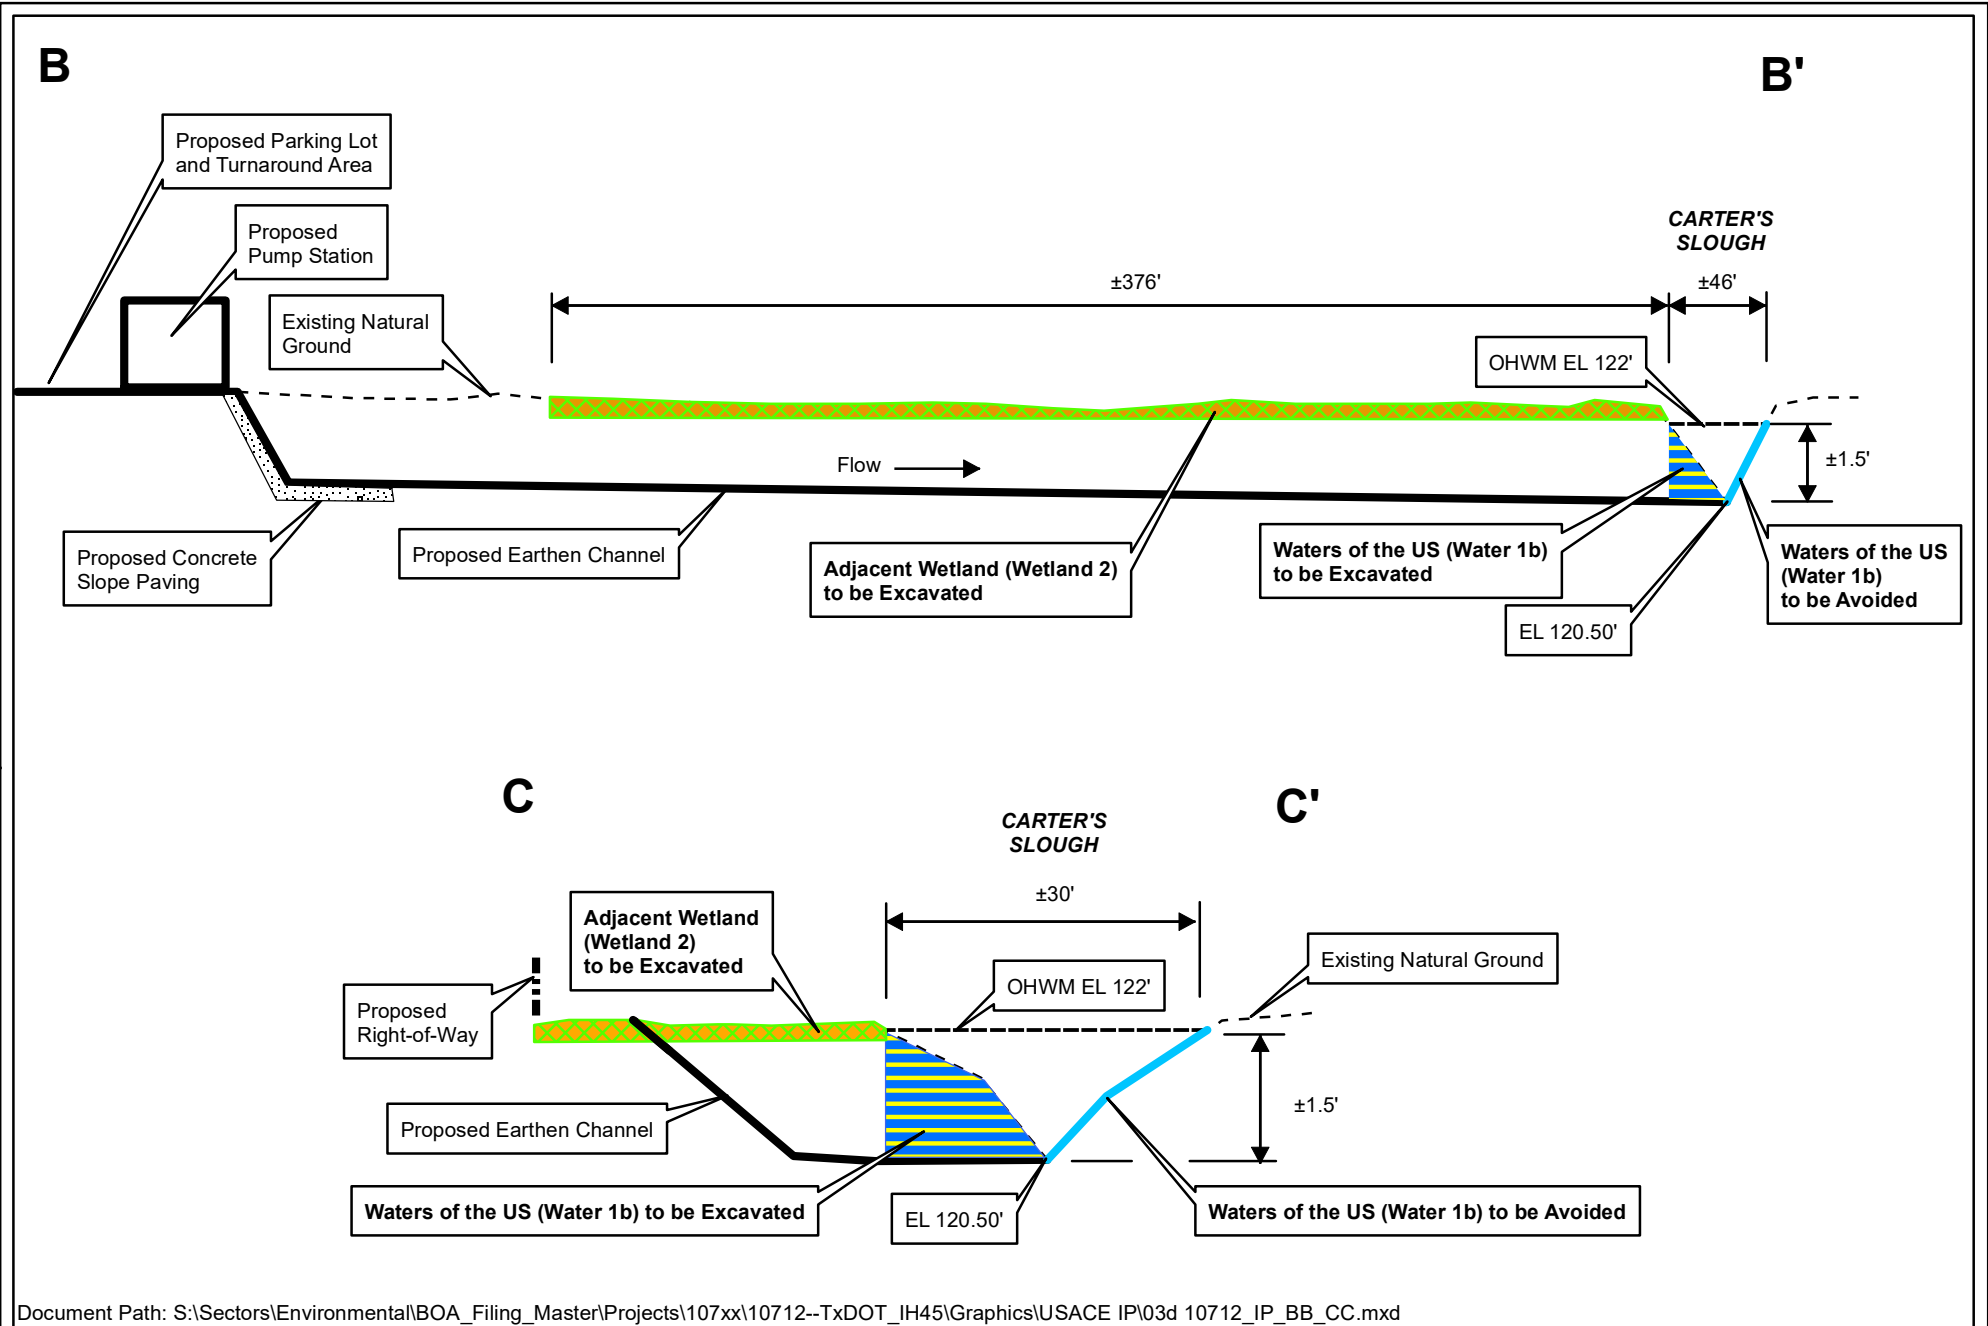 B
B'
Proposed Parking Lot
and Turnaround Area
Proposed
Pump Station
Existing Natural
Ground
CARTER'S
SLOUGH
±376'
±46'
OHWM EL 122'
±1.5'
Flow
Proposed Concrete
Slope Paving
Proposed Earthen Channel
Adjacent Wetland (Wetland 2)
to be Excavated
Waters of the US (Water 1b)
to be Excavated
Waters of the US
(Water 1b)
to be Avoided
EL 120.50'
C
C'
CARTER'S
SLOUGH
±30'
Adjacent Wetland
(Wetland 2)
to be Excavated
OHWM EL 122'
Existing Natural Ground
Proposed
Right-of-Way
Proposed Earthen Channel
±1.5'
Waters of the US (Water 1b) to be Excavated
EL 120.50'
Waters of the US (Water 1b) to be Avoided
Document Path: S:\Sectors\Environmental\BOA_Filing_Master\Projects\107xx\10712--TxDOT_IH45\Graphics\USACE IP\03d 10712_IP_BB_CC.mxd